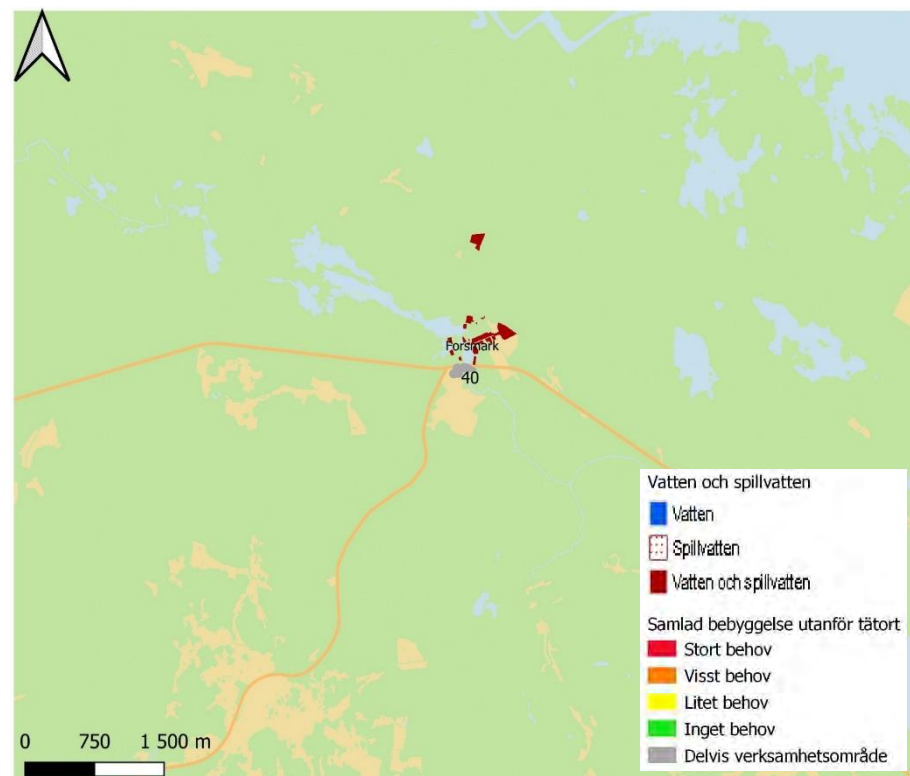 Forsmark
40
Vatten och spillvatten
Vatten
Spillvatten
Vatten och spillvatten
Samlad bebyggelse utanför tätort
Stort behov
Visst behov
Litet behov
Inget behov
Delvis verksamhetsområde
0 750 1 500 m